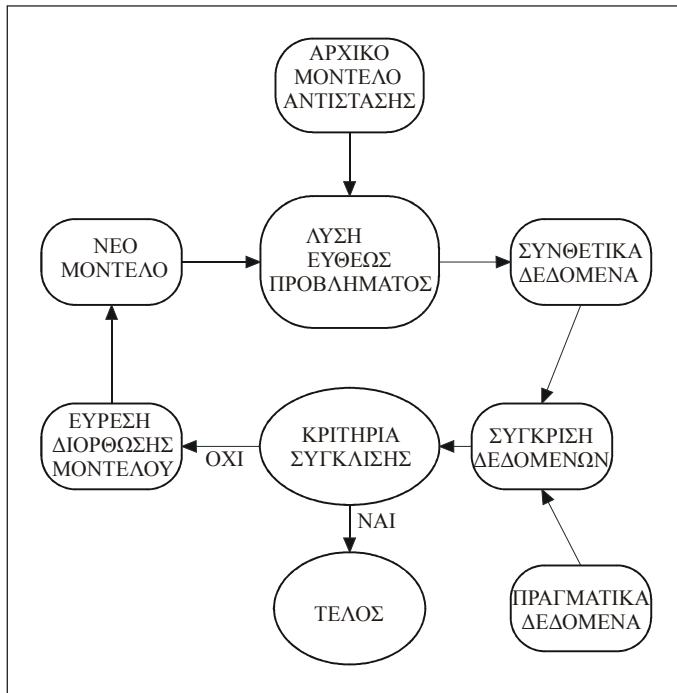 ΑΡΧΙΚΟ
ΜΟΝΤΕΛΟ
ΑΝΤΙΣΤΑΣΗΣ
ΝΕΟ
ΜΟΝΤΕΛΟ
ΛΥΣΗ
ΕΥΘΕΩΣ
ΠΡΟΒΛΗΜΑΤΟΣ
ΣΥΝΘΕΤΙΚΑ
ΔΕΔΟΜΕΝΑ
ΕΥΡΕΣΗ
ΔΙΟΡΘΩΣΗΣ
ΜΟΝΤΕΛΟΥ
ΟΧΙ
ΚΡΙΤΗΡΙΑ
ΣΥΓΚΛΙΣΗΣ
ΣΥΓΚΡΙΣΗ
ΔΕΔΟΜΕΝΩΝ
ΝΑΙ
ΤΕΛΟΣ
ΠΡΑΓΜΑΤΙΚΑ
ΔΕΔΟΜΕΝΑ